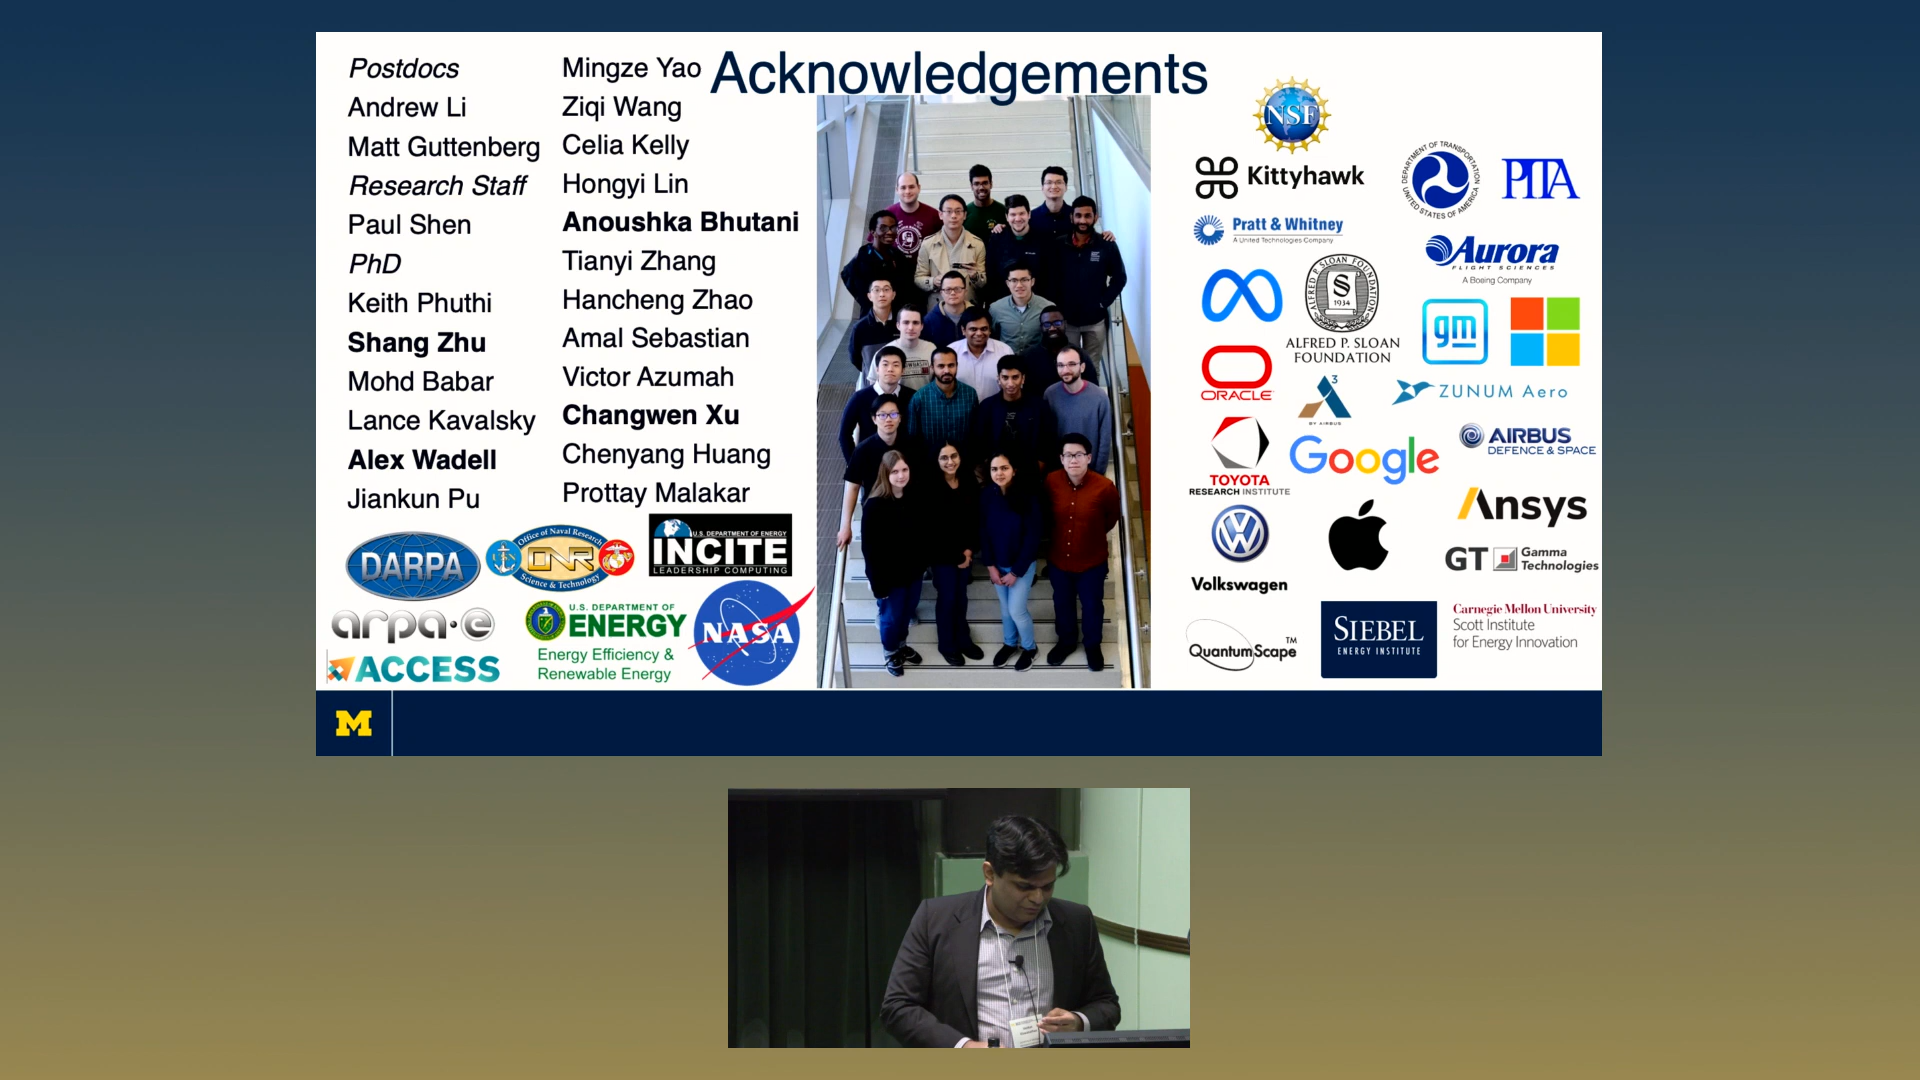 Acknowledgements
Postdocs
Andrew Li
Matt Guttenberg
Research Staff
Paul Shen
PhD
Keith Phuthi
Shang Zhu
Mohd Babar
Lance Kavalsky
Alex Wadell
Jiankun Pu
Mingze Yao
Ziqi Wang
Celia Kelly
Hongyi Lin
Anoushka Bhutani
Tianyi Zhang
Hancheng Zhao
Amal Sebastian
Victor Azumah
Changwen Xu
Chenyang Huang
Prottay Malakar
DARPA
Office of Naval Research
ONR
Science & Technology
U.S. DEPARTMENT OF ENERGY
INCITE
LEADERSHIP COMPUTING
arpa·e
U.S. DEPARTMENT OF
ENERGY
Energy Efficiency &
Renewable Energy
NASA
ACCESS
NSF
Kittyhawk
DEPARTMENT OF TRANSPORTATION
UNITED STATES OF AMERICA
PITA
Pratt & Whitney
A United Technologies Company
Aurora
FLIGHT SCIENCES
A Boeing Company
ALFRED P. SLOAN FOUNDATION
S
1934
ALFRED P. SLOAN
FOUNDATION
gm
ORACLE
A3
BY AIRBUS
ZUNUM Aero
TOYOTA
RESEARCH INSTITUTE
Google
AIRBUS
DEFENCE & SPACE
Ansys
Volkswagen
GT
Gamma
Technologies
QuantumScape™
SIEBEL
ENERGY INSTITUTE
Carnegie Mellon University
Scott Institute
for Energy Innovation
M